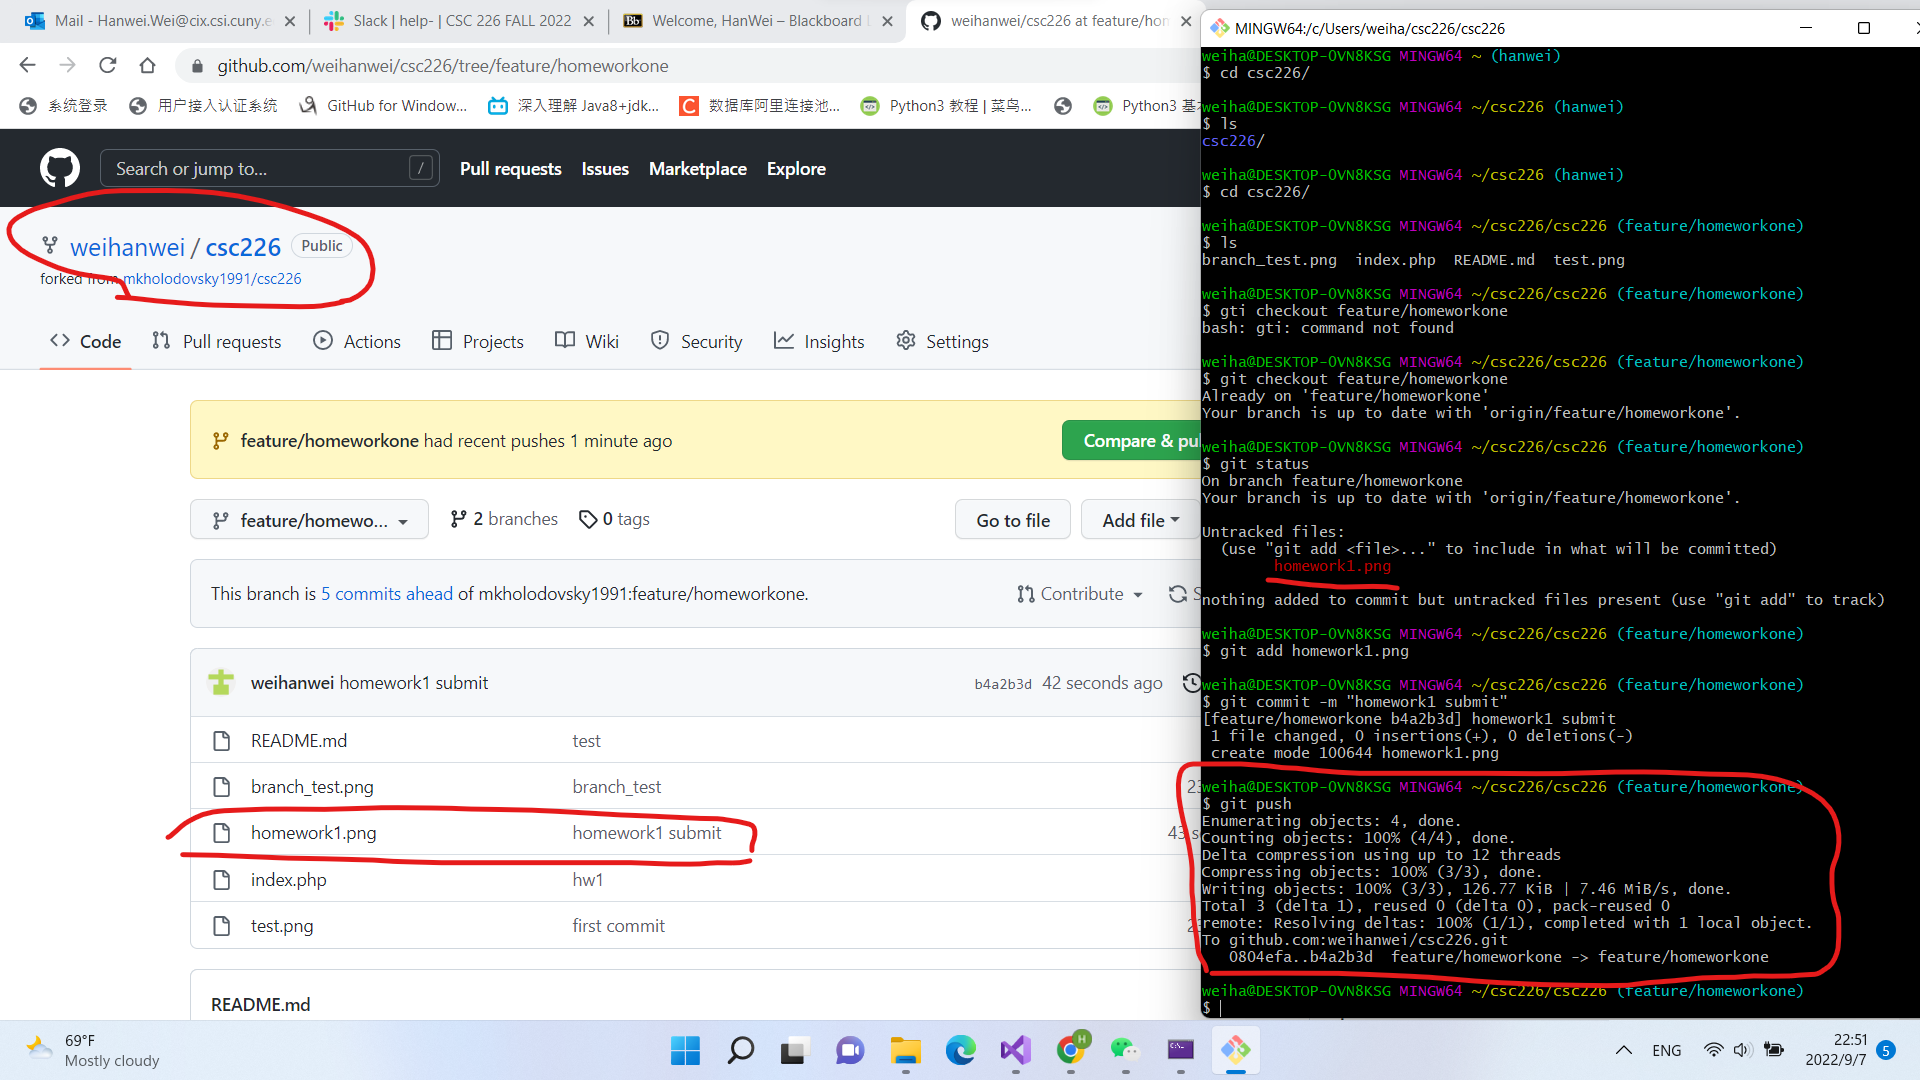 Mail - Hanwei.Wei@cix.csi.cuny.e
Slack | help- | CSC 226 FALL 2022
Bb Welcome, HanWei – Blackboard L
weihanwei/csc226 at feature/hom
github.com/weihanwei/csc226/tree/feature/homeworkone
系统登录
用户接入认证系统
GitHub for Window...
深入理解 Java8+jdk...
C 数据库阿里连接池...
Python3 教程 | 菜鸟...
Python3 基
Search or jump to...
/
Pull requests
Issues
Marketplace
Explore
weihanwei / csc226 Public
forked from mkholodovsky1991/csc226
Code
Pull requests
Actions
Projects
Wiki
Security
Insights
Settings
feature/homeworkone had recent pushes 1 minute ago
Compare & pu
feature/homewo...
2 branches
0 tags
Go to file
Add file
This branch is 5 commits ahead of mkholodovsky1991:feature/homeworkone.
Contribute
S
weihanwei homework1 submit
b4a2b3d 42 seconds ago
README.md test
branch_test.png branch_test 23
homework1.png homework1 submit 43 s
index.php hw1
test.png first commit 23
README.md
MINGW64:/c/Users/weiha/csc226/csc226
weiha@DESKTOP-OVN8KSG MINGW64 ~ (hanwei)
$ cd csc226/
weiha@DESKTOP-OVN8KSG MINGW64 ~/csc226 (hanwei)
$ ls
csc226/
weiha@DESKTOP-OVN8KSG MINGW64 ~/csc226 (hanwei)
$ cd csc226/
weiha@DESKTOP-OVN8KSG MINGW64 ~/csc226/csc226 (feature/homeworkone)
$ ls
branch_test.png index.php README.md test.png
weiha@DESKTOP-OVN8KSG MINGW64 ~/csc226/csc226 (feature/homeworkone)
$ gti checkout feature/homeworkone
bash: gti: command not found
weiha@DESKTOP-OVN8KSG MINGW64 ~/csc226/csc226 (feature/homeworkone)
$ git checkout feature/homeworkone
Already on 'feature/homeworkone'
Your branch is up to date with 'origin/feature/homeworkone'.
weiha@DESKTOP-OVN8KSG MINGW64 ~/csc226/csc226 (feature/homeworkone)
$ git status
On branch feature/homeworkone
Your branch is up to date with 'origin/feature/homeworkone'.
Untracked files:
(use "git add <file>..." to include in what will be committed)
homework1.png
nothing added to commit but untracked files present (use "git add" to track)
weiha@DESKTOP-OVN8KSG MINGW64 ~/csc226/csc226 (feature/homeworkone)
$ git add homework1.png
weiha@DESKTOP-OVN8KSG MINGW64 ~/csc226/csc226 (feature/homeworkone)
$ git commit -m "homework1 submit"
[feature/homeworkone b4a2b3d] homework1 submit
1 file changed, 0 insertions(+), 0 deletions(-)
create mode 100644 homework1.png
weiha@DESKTOP-OVN8KSG MINGW64 ~/csc226/csc226 (feature/homeworkone)
$ git push
Enumerating objects: 4, done.
Counting objects: 100% (4/4), done.
Delta compression using up to 12 threads
Compressing objects: 100% (3/3), done.
Writing objects: 100% (3/3), 126.77 KiB | 7.46 MiB/s, done.
Total 3 (delta 1), reused 0 (delta 0), pack-reused 0
remote: Resolving deltas: 100% (1/1), completed with 1 local object.
To github.com:weihanwei/csc226.git
0804efa..b4a2b3d feature/homeworkone -> feature/homeworkone
weiha@DESKTOP-OVN8KSG MINGW64 ~/csc226/csc226 (feature/homeworkone)
$
69°F
Mostly cloudy
H
ENG
22:51
2022/9/7
5